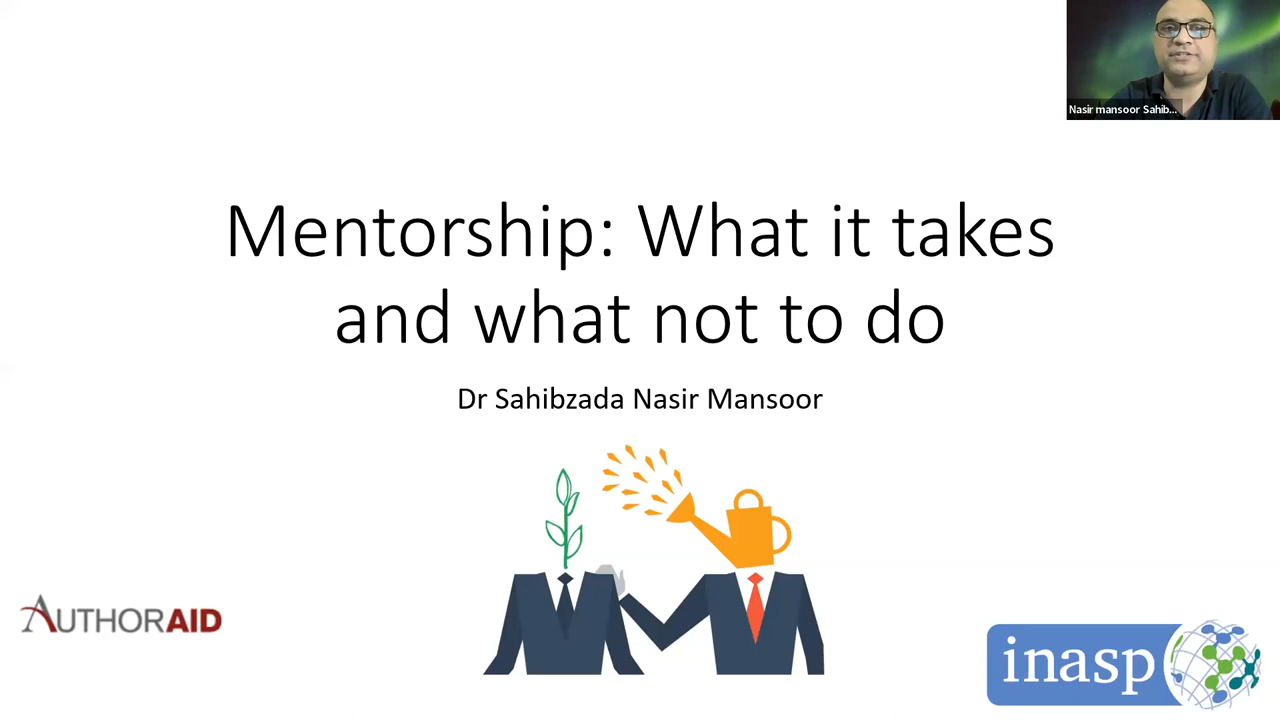 Nasir mansoor Sahib...
Mentorship: What it takes
and what not to do
Dr Sahibzada Nasir Mansoor
AUTHORAID
inasp